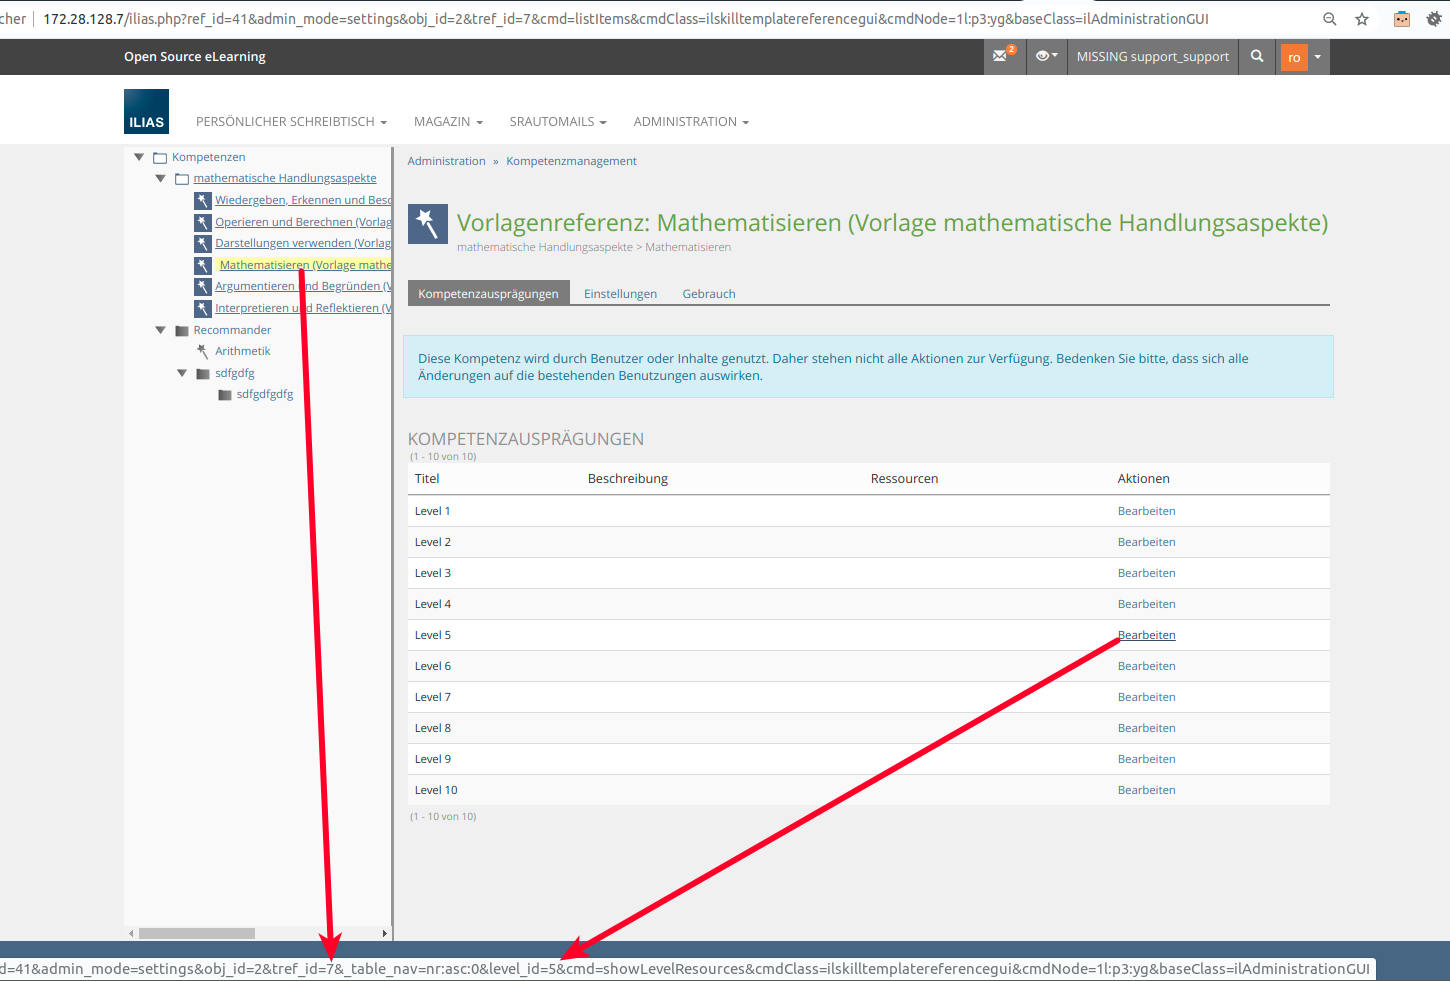 cher
172.28.128.7/ilias.php?ref_id=41&admin_mode=settings&obj_id=2&tref_id=7&cmd=listItems&cmdClass=ilskilltemplatereferencegui&cmdNode=1l:p3:yg&baseClass=ilAdministrationGUI
Open Source eLearning
2
MISSING support_support
ro
ILIAS
PERSÖNLICHER SCHREIBTISCH
MAGAZIN
SRAUTOMAILS
ADMINISTRATION
Kompetenzen
mathematische Handlungsaspekte
Wiedergeben, Erkennen und Besc
Operieren und Berechnen (Vorlag
Darstellungen verwenden (Vorlag
Mathematisieren (Vorlage mathe
Argumentieren und Begründen (V
Interpretieren und Reflektieren (V
Recommander
Arithmetik
sdfgdfg
sdfgdfgdfg
Administration » Kompetenzmanagement
Vorlagenreferenz: Mathematisieren (Vorlage mathematische Handlungsaspekte)
mathematische Handlungsaspekte > Mathematisieren
Kompetenzausprägungen
Einstellungen
Gebrauch
Diese Kompetenz wird durch Benutzer oder Inhalte genutzt. Daher stehen nicht alle Aktionen zur Verfügung. Bedenken Sie bitte, dass sich alle
Änderungen auf die bestehenden Benutzungen auswirken.
KOMPETENZAUSPRÄGUNGEN
(1 - 10 von 10)
Titel Beschreibung Ressourcen Aktionen
Level 1 Bearbeiten
Level 2 Bearbeiten
Level 3 Bearbeiten
Level 4 Bearbeiten
Level 5 Bearbeiten
Level 6 Bearbeiten
Level 7 Bearbeiten
Level 8 Bearbeiten
Level 9 Bearbeiten
Level 10 Bearbeiten
(1 - 10 von 10)
d=41&admin_mode=settings&obj_id=2&tref_id=7&_table_nav=nr:asc:0&level_id=5&cmd=showLevelResources&cmdClass=ilskilltemplatereferencegui&cmdNode=1l:p3:yg&baseClass=ilAdministrationGUI